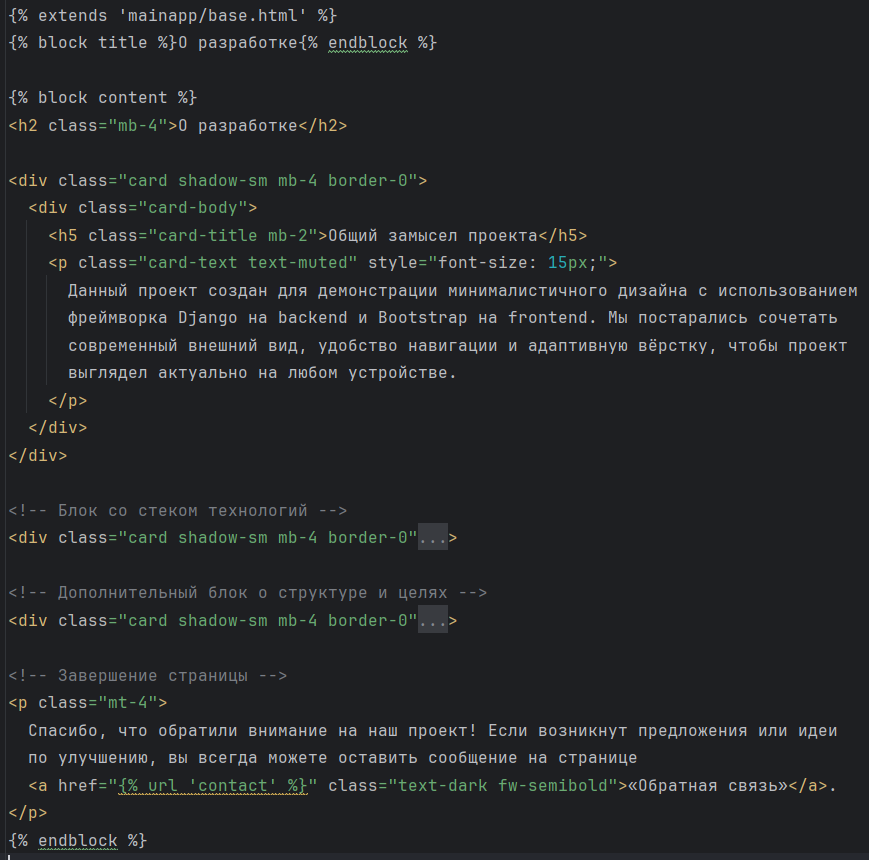 {% extends 'mainapp/base.html' %}
{% block title %}О разработке{% endblock %}
{% block content %}
<h2 class="mb-4">О разработке</h2>
<div class="card shadow-sm mb-4 border-0">
<div class="card-body">
<h5 class="card-title mb-2">Общий замысел проекта</h5>
<p class="card-text text-muted" style="font-size: 15px;">
Данный проект создан для демонстрации минималистичного дизайна с использованием
фреймворка Django на backend и Bootstrap на frontend. Мы постарались сочетать
современный внешний вид, удобство навигации и адаптивную вёрстку, чтобы проект
выглядел актуально на любом устройстве.
</p>
</div>
</div>
<!-- Блок со стеком технологий -->
<div class="card shadow-sm mb-4 border-0"...>
<!-- Дополнительный блок о структуре и целях -->
<div class="card shadow-sm mb-4 border-0"...>
<!-- Завершение страницы -->
<p class="mt-4">
Спасибо, что обратили внимание на наш проект! Если возникнут предложения или идеи
по улучшению, вы всегда можете оставить сообщение на странице
<a href="{% url 'contact' %}" class="text-dark fw-semibold">«Обратная связь»</a>.
</p>
{% endblock %}